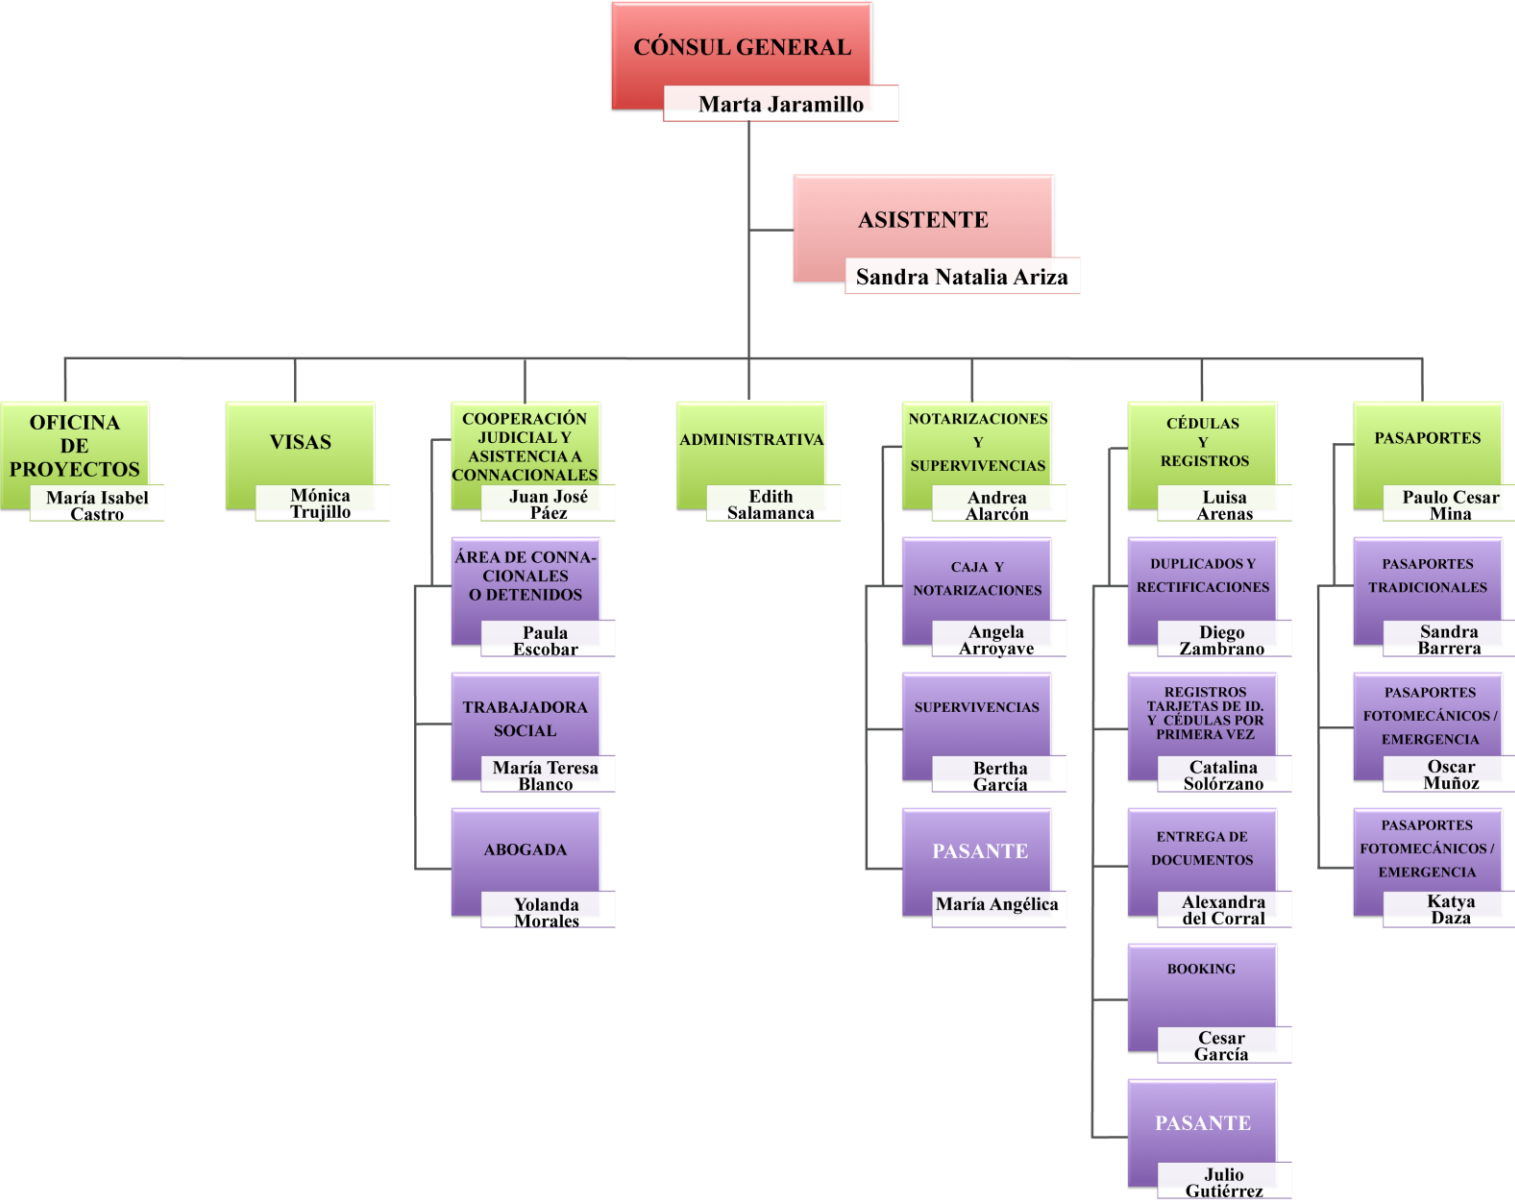 CÓNSUL GENERAL
Marta Jaramillo
ASISTENTE
Sandra Natalia Ariza
OFICINA
DE
PROYECTOS
María Isabel
Castro
VISAS
Mónica
Trujillo
COOPERACIÓN
JUDICIAL Y
ASISTENCIA A
CONNACIONALES
Juan José
Páez
ADMINISTRATIVA
Edith
Salamanca
NOTARIZACIONES
Y
SUPERVIVENCIAS
Andrea
Alarcón
CÉDULAS
Y
REGISTROS
Luisa
Arenas
PASAPORTES
Paulo Cesar
Mina
ÁREA DE CONNA-
CIONALES
O DETENIDOS
Paula
Escobar
CAJA Y
NOTARIZACIONES
Angela
Arroyave
DUPLICADOS Y
RECTIFICACIONES
Diego
Zambrano
PASAPORTES
TRADICIONALES
Sandra
Barrera
TRABAJADORA
SOCIAL
María Teresa
Blanco
SUPERVIVENCIAS
Bertha
García
REGISTROS
TARJETAS DE ID.
Y CÉDULAS POR
PRIMERA VEZ
Catalina
Solórzano
PASAPORTES
FOTOMECÁNICOS /
EMERGENCIA
Oscar
Muñoz
ABOGADA
Yolanda
Morales
PASANTE
María Angélica
ENTREGA DE
DOCUMENTOS
Alexandra
del Corral
PASAPORTES
FOTOMECÁNICOS /
EMERGENCIA
Katya
Daza
BOOKING
Cesar
García
PASANTE
Julio
Gutiérrez